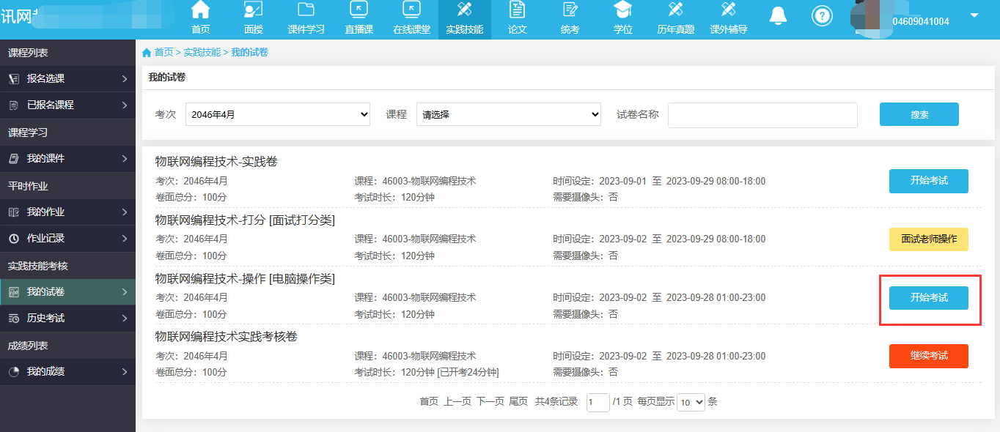 讯网
首页 面授 课件学习 直播课 在线课堂 实践技能 论文 统考 学位 历年真题 课外辅导
04609041004
课程列表
报名选课
已报名课程
课程学习
我的课件
平时作业
我的作业
作业记录
实践技能考核
我的试卷
历史考试
成绩列表
我的成绩
首页 > 实践技能 > 我的试卷
我的试卷
考次 2046年4月 课程 请选择 试卷名称 搜索
物联网编程技术-实践卷
考次：2046年4月 课程：46003-物联网编程技术 时间设定：2023-09-01 至 2023-09-29 08:00-18:00
卷面总分：100分 考试时长：120分钟 需要摄像头：否
开始考试
物联网编程技术-打分 [面试打分类]
考次：2046年4月 课程：46003-物联网编程技术 时间设定：2023-09-02 至 2023-09-29 08:00-18:00
卷面总分：100分 考试时长：120分钟 需要摄像头：否
面试老师操作
物联网编程技术-操作 [电脑操作类]
考次：2046年4月 课程：46003-物联网编程技术 时间设定：2023-09-02 至 2023-09-28 01:00-23:00
卷面总分：100分 考试时长：120分钟 需要摄像头：否
开始考试
物联网编程技术实践考核卷
考次：2046年4月 课程：46003-物联网编程技术 时间设定：2023-09-02 至 2023-09-28 01:00-23:00
卷面总分：100分 考试时长：120分钟 [已开考24分钟] 需要摄像头：否
继续考试
首页 上一页 下一页 尾页 共4条记录 1 /1 页 每页显示 10 条